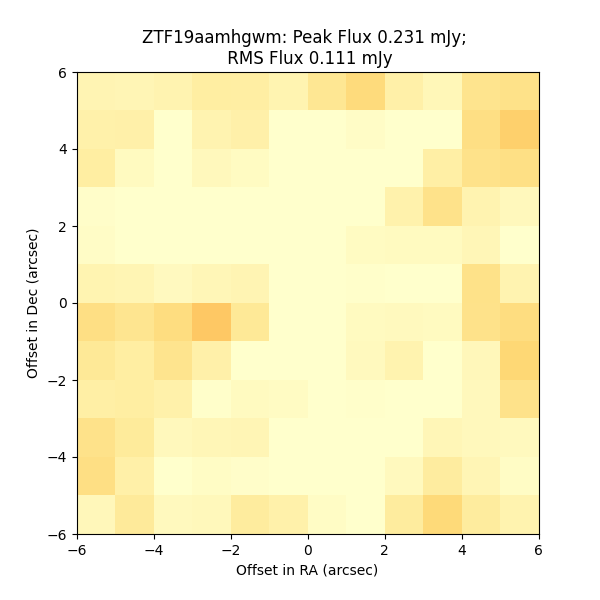 ZTF19aamhgwm: Peak Flux 0.231 mJy;
RMS Flux 0.111 mJy
6
4
2
0
−2
−4
−6
Offset in Dec (arcsec)
−6 −4 −2 0 2 4 6
Offset in RA (arcsec)